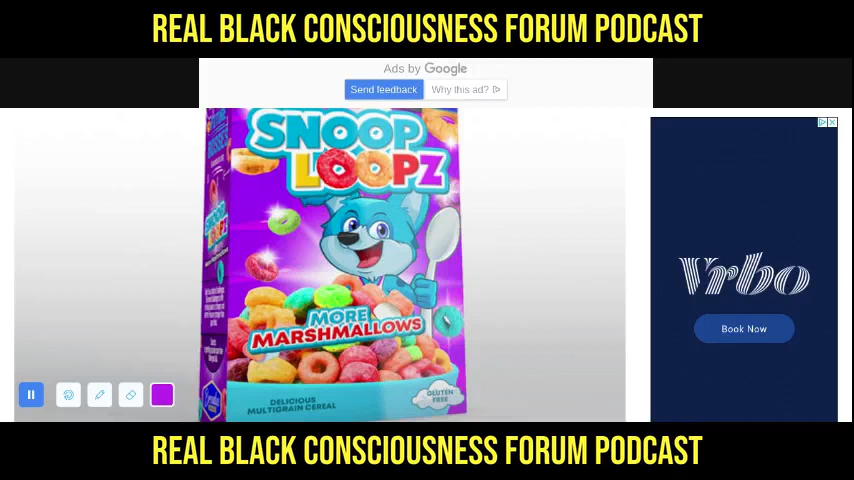 REAL BLACK CONSCIOUSNESS FORUM PODCAST
Ads by Google
Send feedback
Why this ad?
SNOOP
LOOPZ
MORE
MARSHMALLOWS
DELICIOUS
MULTIGRAIN CEREAL
GLUTEN
FREE
Vrbo
Book Now
REAL BLACK CONSCIOUSNESS FORUM PODCAST